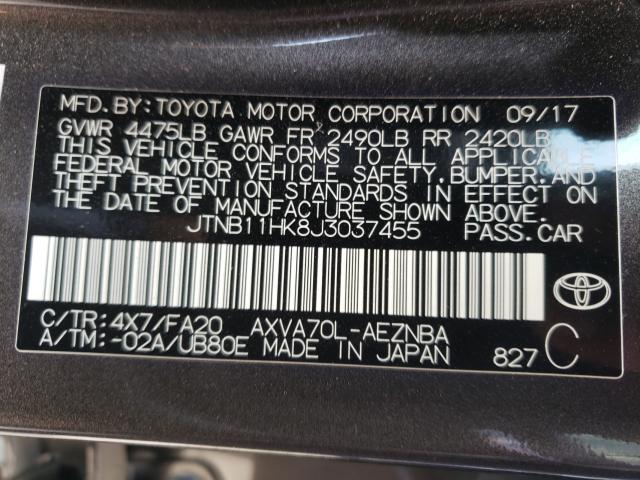 MFD.BY:TOYOTA MOTOR CORPORATION 09/17
GVWR 4475LB GAWR FR 2490LB RR 2420LB
THIS VEHICLE CONFORMS TO ALL APPLICABLE
FEDERAL MOTOR VEHICLE SAFETY.BUMPER.AND
THEFT PREVENTION STANDARDS IN EFFECT ON
THE DATE OF MANUFACTURE SHOWN ABOVE.
JTNB11HK8J3037455 PASS.CAR
C/TR:4X7/FA20 AXVA70L-AEZNBA
A/TM:-02A/UB80E MADE IN JAPAN 827 C